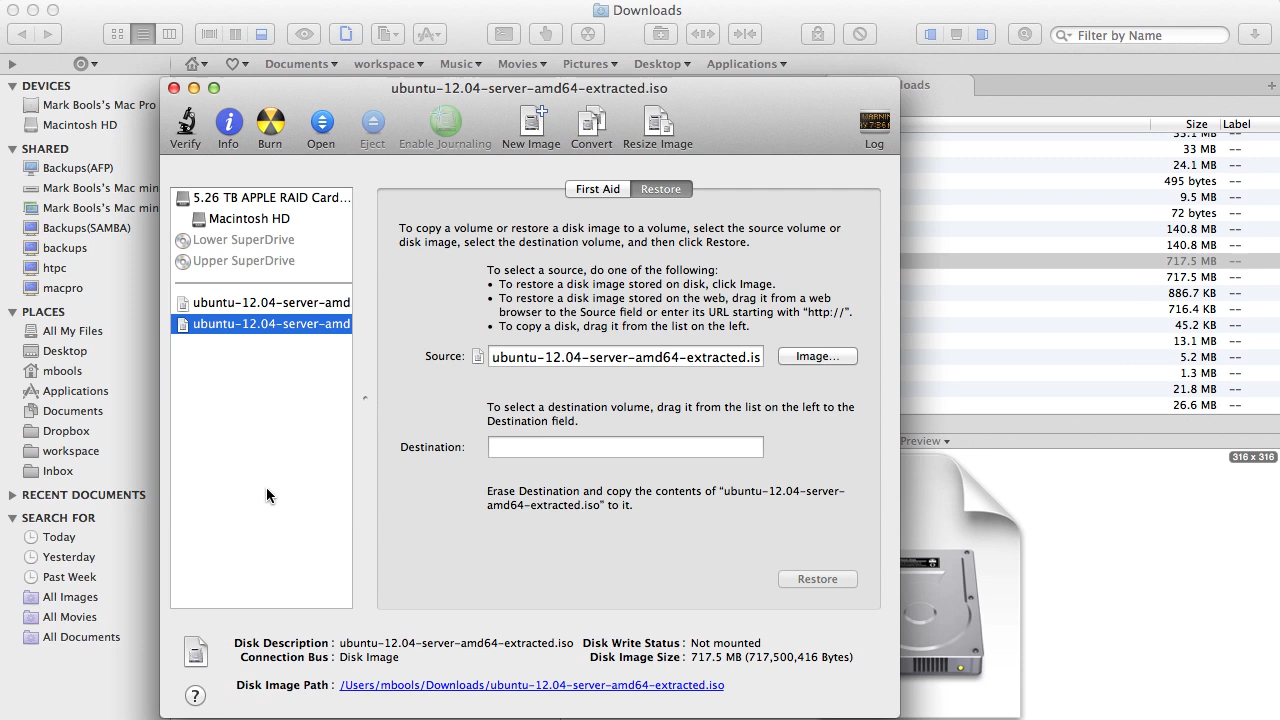 Downloads
Filter by Name
Documents
workspace
Music
Movies
Pictures
Desktop
Applications
DEVICES
Mark Bools's Mac Pro
Macintosh HD
SHARED
Backups(AFP)
Mark Bools's Mac min
Mark Bools's Mac min
Backups(SAMBA)
backups
htpc
macpro
PLACES
All My Files
Desktop
mbools
Applications
Documents
Dropbox
workspace
Inbox
RECENT DOCUMENTS
SEARCH FOR
Today
Yesterday
Past Week
All Images
All Movies
All Documents
ubuntu-12.04-server-amd64-extracted.iso
Verify
Info
Burn
Open
Eject
Enable Journaling
New Image
Convert
Resize Image
Log
5.26 TB APPLE RAID Card...
Macintosh HD
Lower SuperDrive
Upper SuperDrive
ubuntu-12.04-server-amd
ubuntu-12.04-server-amd
First Aid
Restore
To copy a volume or restore a disk image to a volume, select the source volume or
disk image, select the destination volume, and then click Restore.
To select a source, do one of the following:
• To restore a disk image stored on disk, click Image.
• To restore a disk image stored on the web, drag it from a web
browser to the Source field or enter its URL starting with “http://”.
• To copy a disk, drag it from the list on the left.
Source:
ubuntu-12.04-server-amd64-extracted.is
Image...
To select a destination volume, drag it from the list on the left to the
Destination field.
Destination:
Erase Destination and copy the contents of “ubuntu-12.04-server-
amd64-extracted.iso” to it.
Restore
Disk Description : ubuntu-12.04-server-amd64-extracted.iso
Connection Bus : Disk Image
Disk Write Status : Not mounted
Disk Image Size : 717.5 MB (717,500,416 Bytes)
Disk Image Path : /Users/mbools/Downloads/ubuntu-12.04-server-amd64-extracted.iso
?
loads
Size
Label
33 MB --
24.1 MB --
495 bytes --
9.5 MB --
72 bytes --
140.8 MB --
140.8 MB --
717.5 MB --
717.5 MB --
886.7 KB --
716.4 KB --
45.2 KB --
13.1 MB --
5.2 MB --
1.3 MB --
21.8 MB --
26.6 MB --
Preview
316 x 316